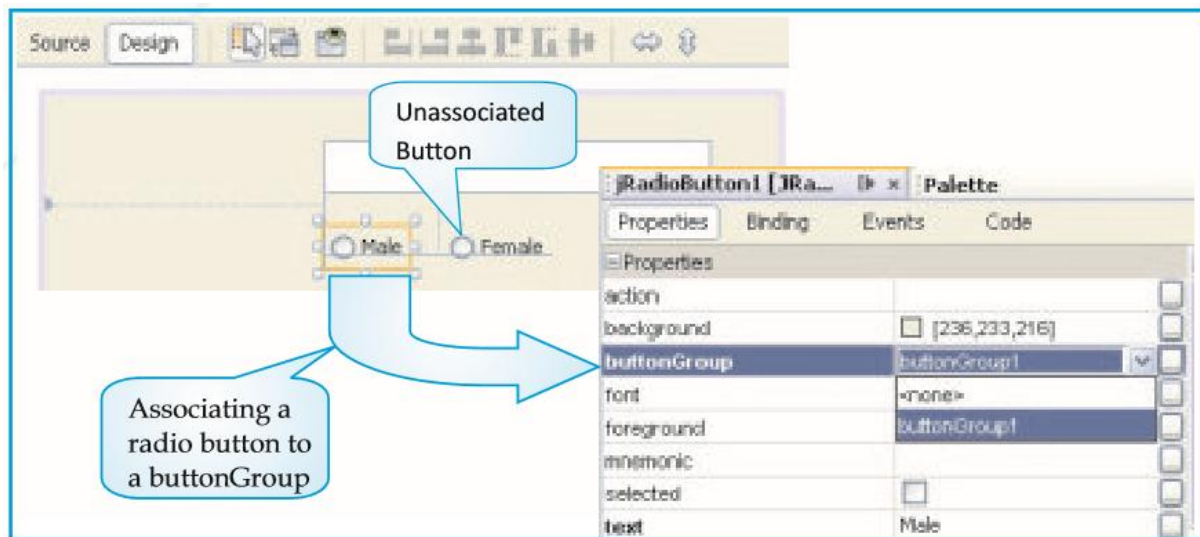 Source Design
Unassociated
Button
Male Female
jRadioButton1 [JRa... Palette
Properties Binding Events Code
Properties
action
background [236,233,216]
buttonGroup buttonGroup1
font <none>
foreground buttonGroup1
mnemonic
selected
text Male
Associating a
radio button to
a buttonGroup